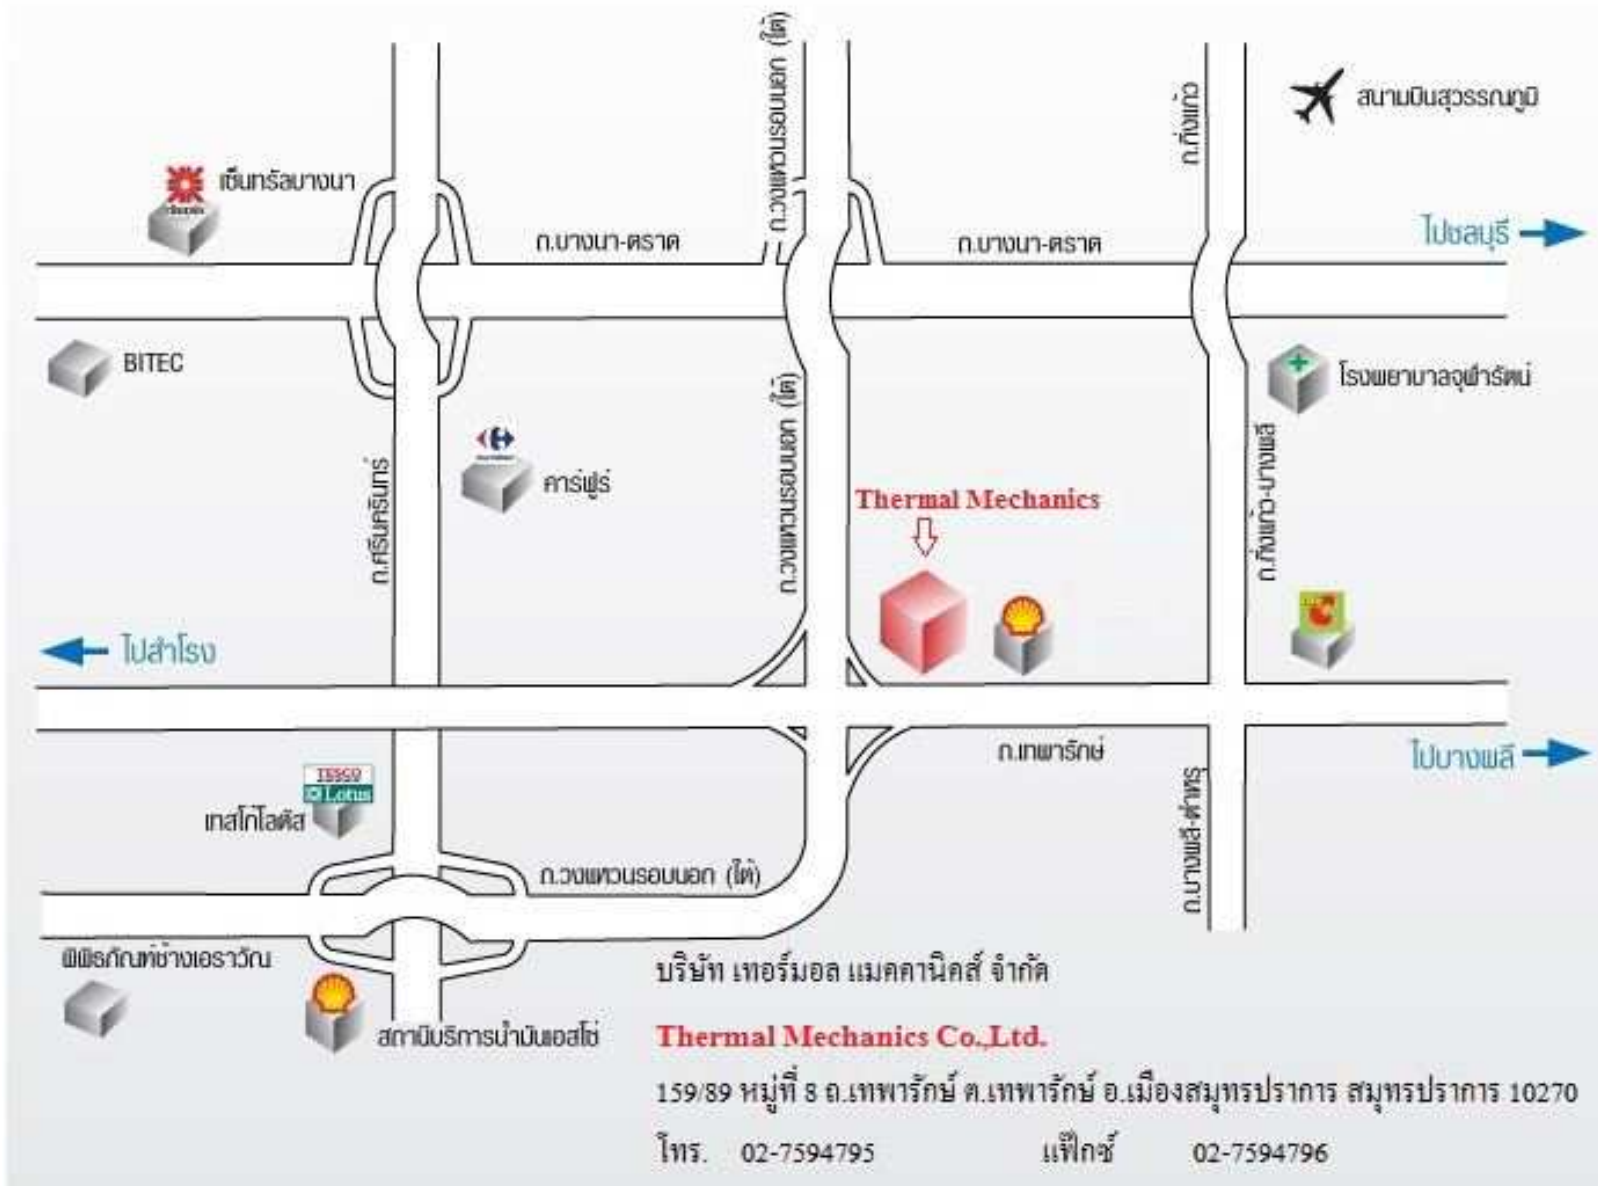 ถ.วงแหวนรอบนอก (ใต้)
ถ.กิ่งแก้ว
สนามบินสุวรรณภูมิ
เซ็นทรัลบางนา
ถ.บางนา-ตราด
ถ.บางนา-ตราด
ไปชลบุรี
BITEC
โรงพยาบาลจุฬารัตน์
ถ.ศรีนครินทร์
คาร์ฟูร์
ถ.วงแหวนรอบนอก (ใต้)
Thermal Mechanics
ถ.กิ่งแก้ว-บางพลี
ไปสำโรง
ถ.เทพารักษ์
ไปบางพลี
TESCO
Lotus
เทสโก้โลตัส
ถ.วงแหวนรอบนอก (ใต้)
ถ.บางพลี-ตำหรุ
พิพิธภัณฑ์ช้างเอราวัณ
สถานีบริการน้ำมันเอสโซ่
บริษัท เทอร์มอล แมคคานิคส์ จำกัด
Thermal Mechanics Co.,Ltd.
159/89 หมู่ที่ 8 ถ.เทพารักษ์ ต.เทพารักษ์ อ.เมืองสมุทรปราการ สมุทรปราการ 10270
โทร. 02-7594795 แฟ๊กซ์ 02-7594796